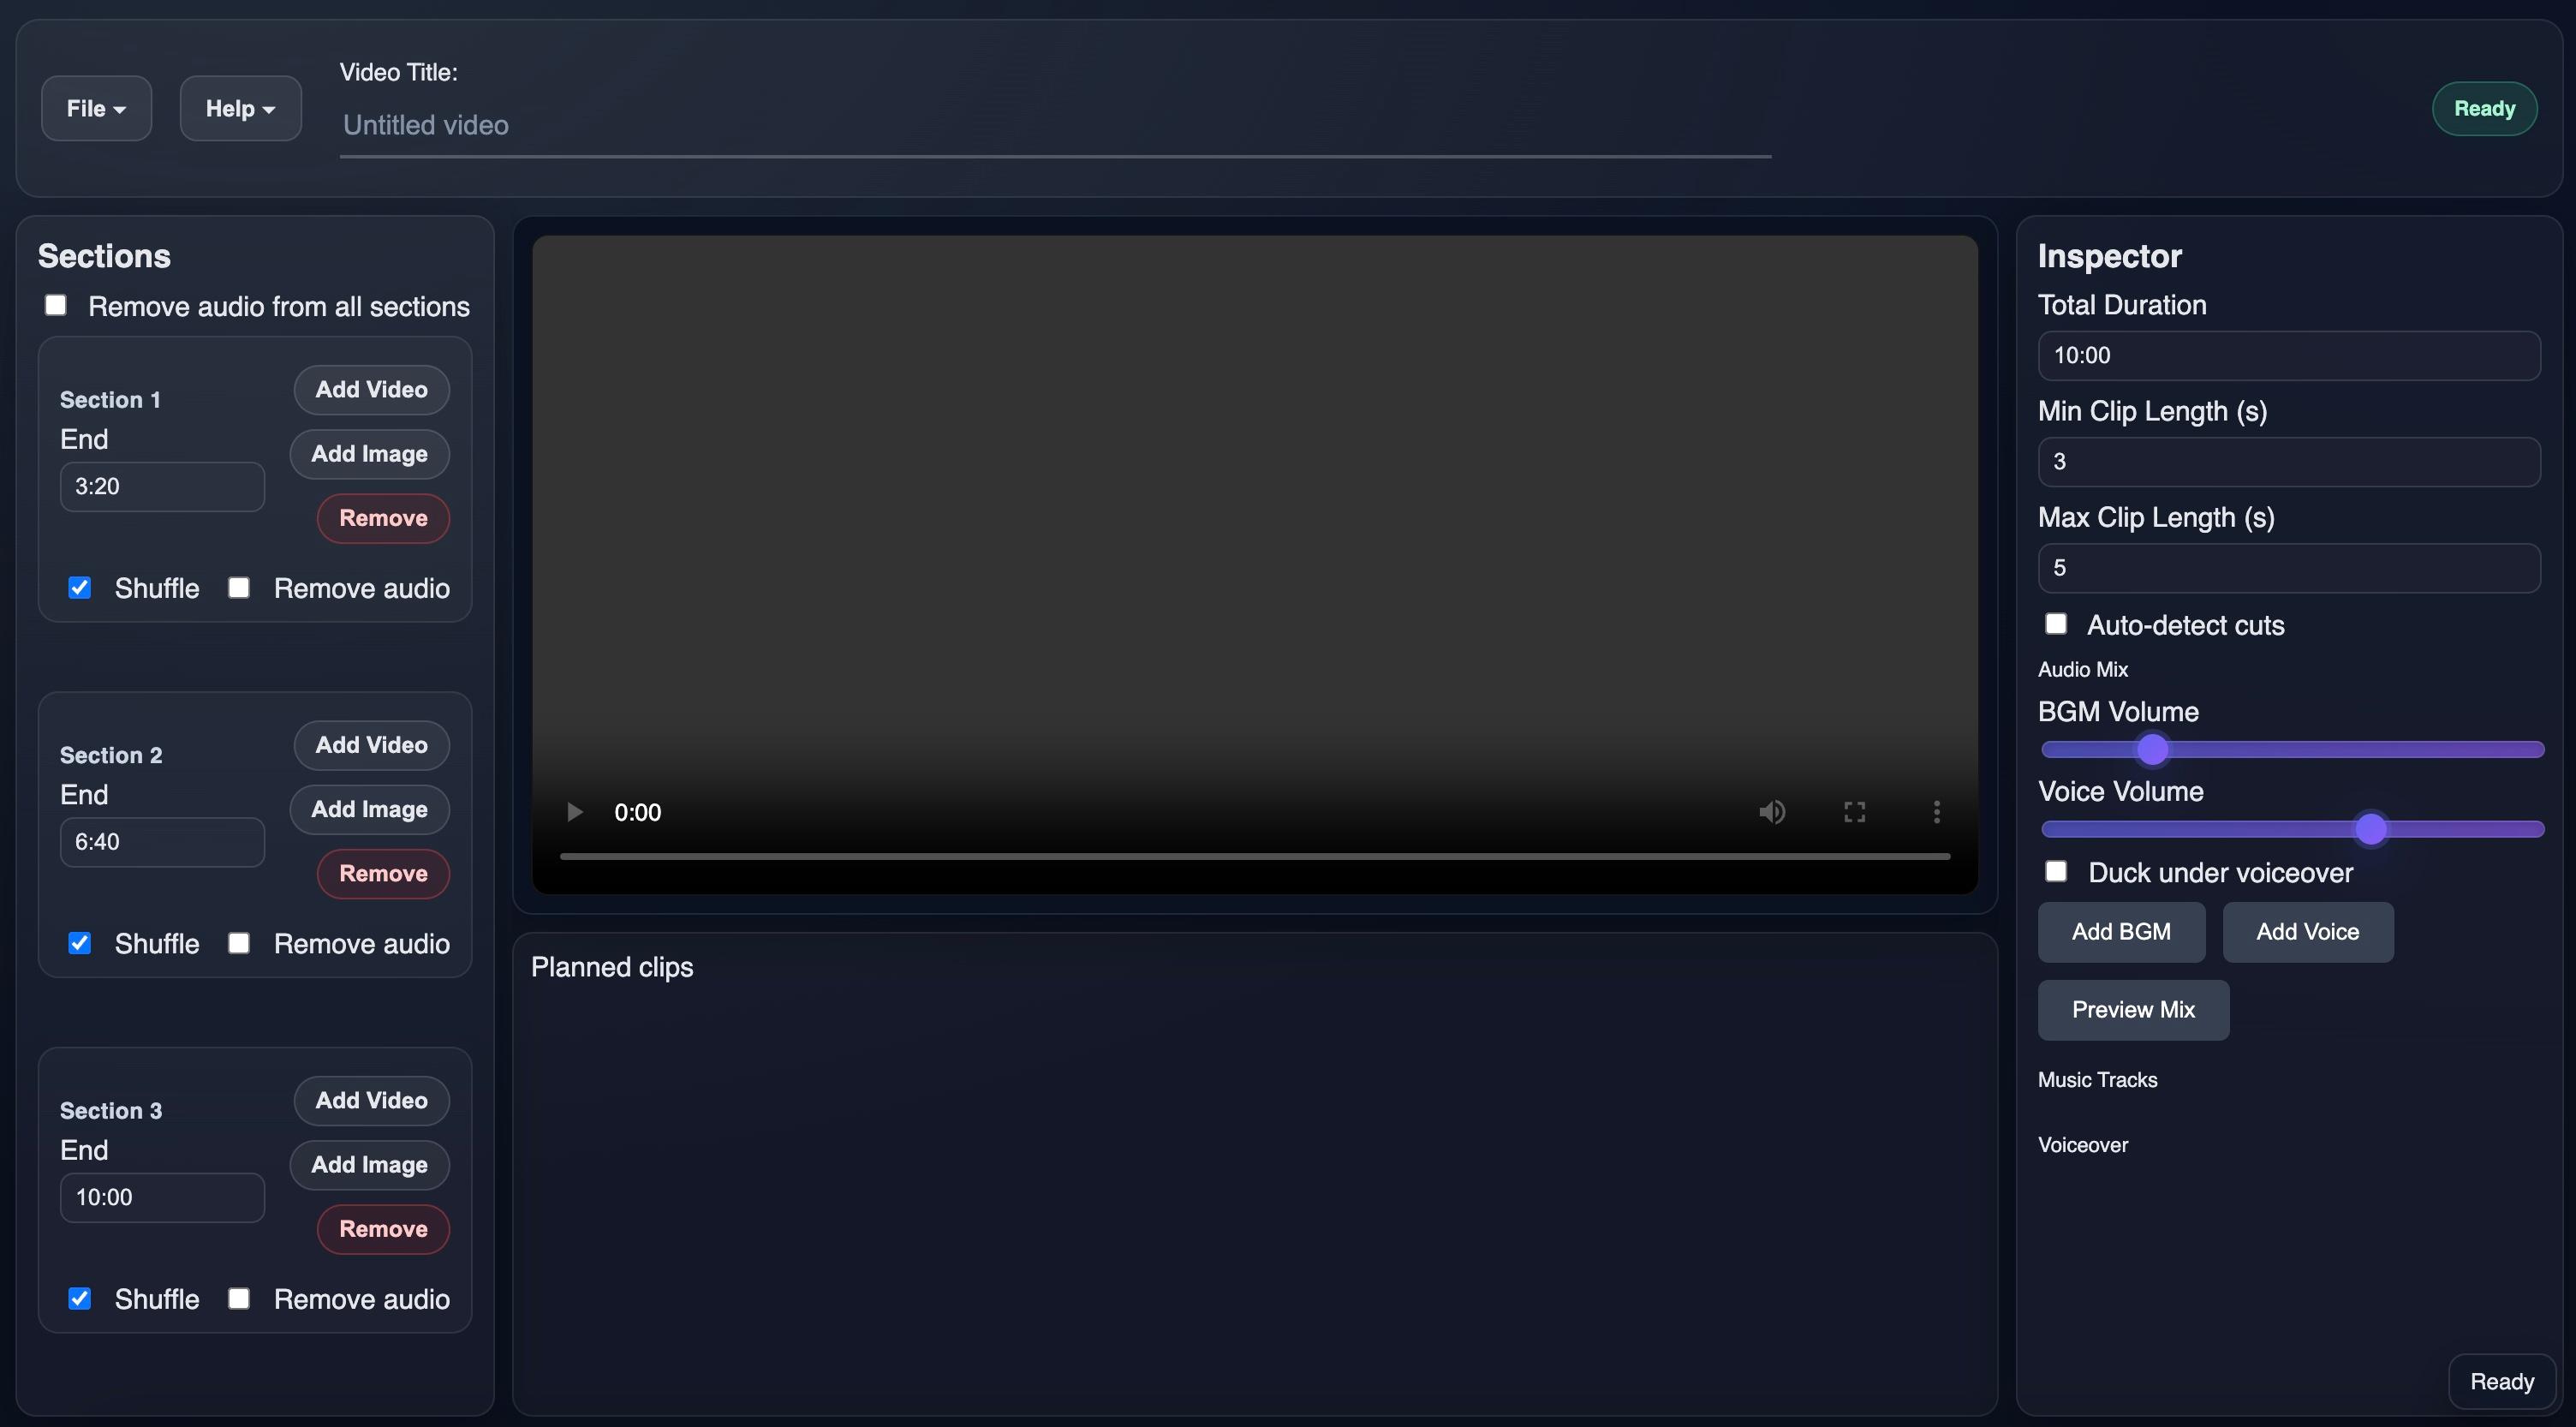 File
Help
Video Title:
Untitled video
Ready
Sections
Remove audio from all sections
Section 1
End
3:20
Add Video
Add Image
Remove
Shuffle
Remove audio
Section 2
End
6:40
Add Video
Add Image
Remove
Shuffle
Remove audio
Section 3
End
10:00
Add Video
Add Image
Remove
Shuffle
Remove audio
0:00
Planned clips
Inspector
Total Duration
10:00
Min Clip Length (s)
3
Max Clip Length (s)
5
Auto-detect cuts
Audio Mix
BGM Volume
Voice Volume
Duck under voiceover
Add BGM
Add Voice
Preview Mix
Music Tracks
Voiceover
Ready